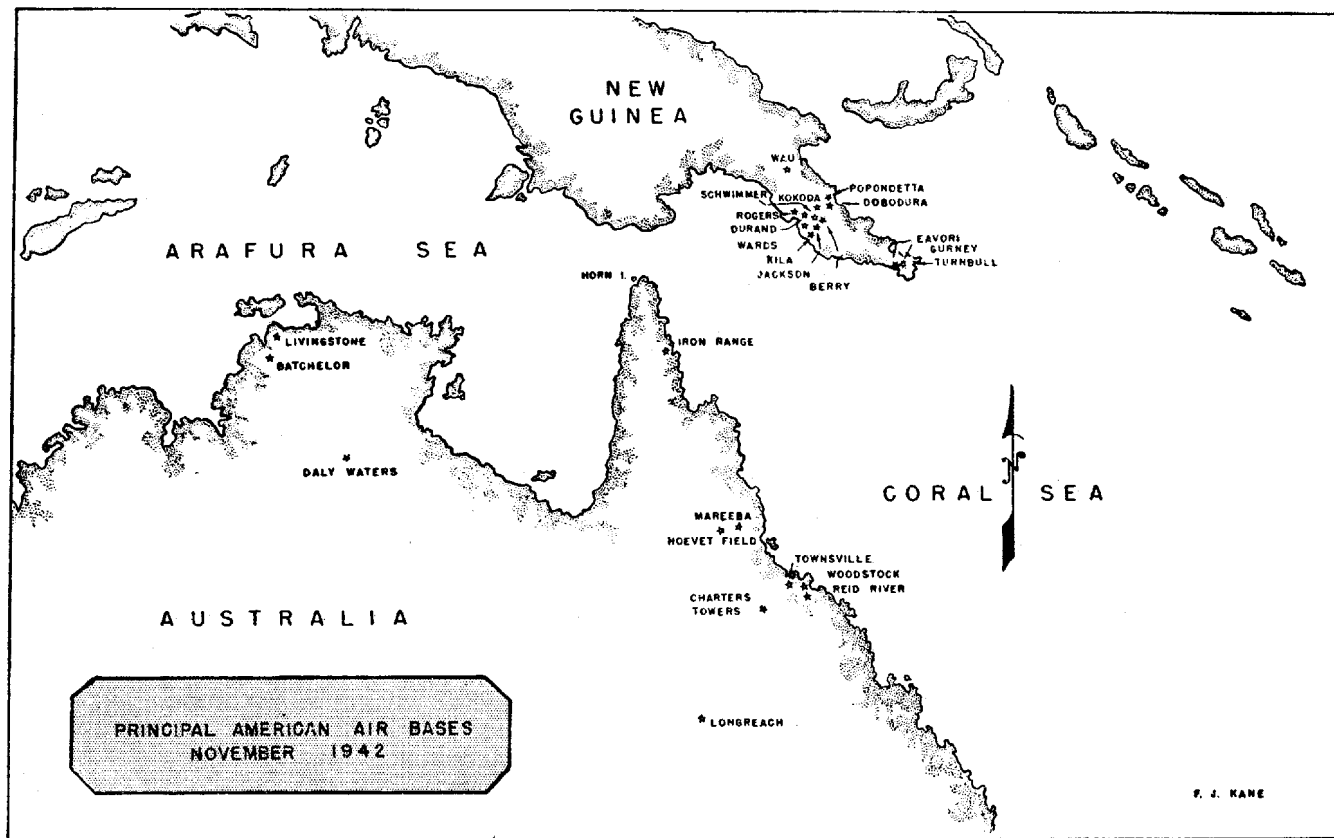 NEW
GUINEA
WAU
SCHWIMMER
KOKODA
POPONDETTA
DOBODURA
ROGERS
DURAND
WARDS
KILA
JACKSON
BERRY
EAVORI
GURNEY
TURNBULL
ARAFURA SEA
HORN I.
LIVINGSTONE
BATCHELOR
IRON RANGE
DALY WATERS
CORAL SEA
N
MAREEBA
HOEVET FIELD
TOWNSVILLE
WOODSTOCK
REID RIVER
CHARTERS
TOWERS
AUSTRALIA
LONGREACH
PRINCIPAL AMERICAN AIR BASES
NOVEMBER 1942
F. J. KANE